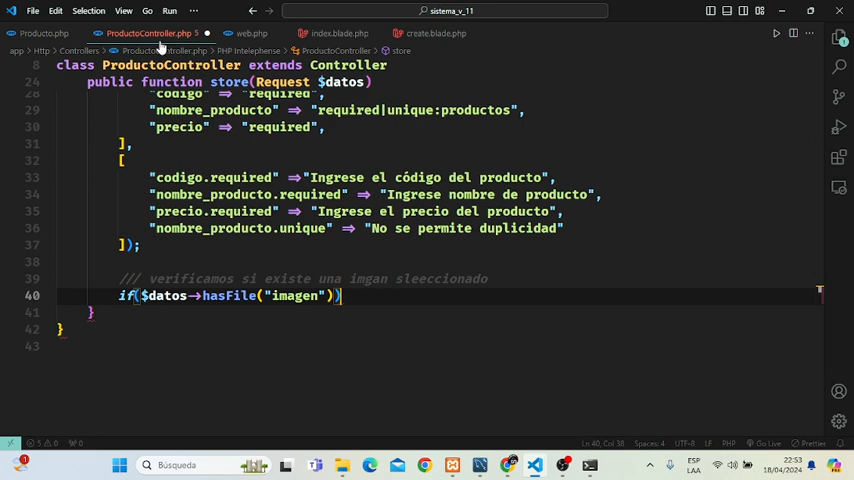 File Edit Selection View Go Run ··· sistema_v_11
Producto.php ProductoController.php 5 web.php index.blade.php create.blade.php
app > Http > Controllers > ProductoController.php > PHP Intelephense > ProductoController > store
8 class ProductoController extends Controller
24 public function store(Request $datos)
28 "codigo" => "required",
29 "nombre_producto" => "required|unique:productos",
30 "precio" => "required",
31 ],
32 [
33 "codigo.required" =>"Ingrese el código del producto",
34 "nombre_producto.required" => "Ingrese nombre de producto",
35 "precio.required" => "Ingrese el precio del producto",
36 "nombre_producto.unique" => "No se permite duplicidad"
37 ]);
38
39 /// verificamos si existe una imgan sleeccionado
40 if($datos->hasFile("imagen"))
41 }
42 }
43
5 0 0 Ln 40, Col 38 Spaces: 4 UTF-8 LF PHP Go Live Prettier
Búsqueda ESP LAA 22:53 18/04/2024